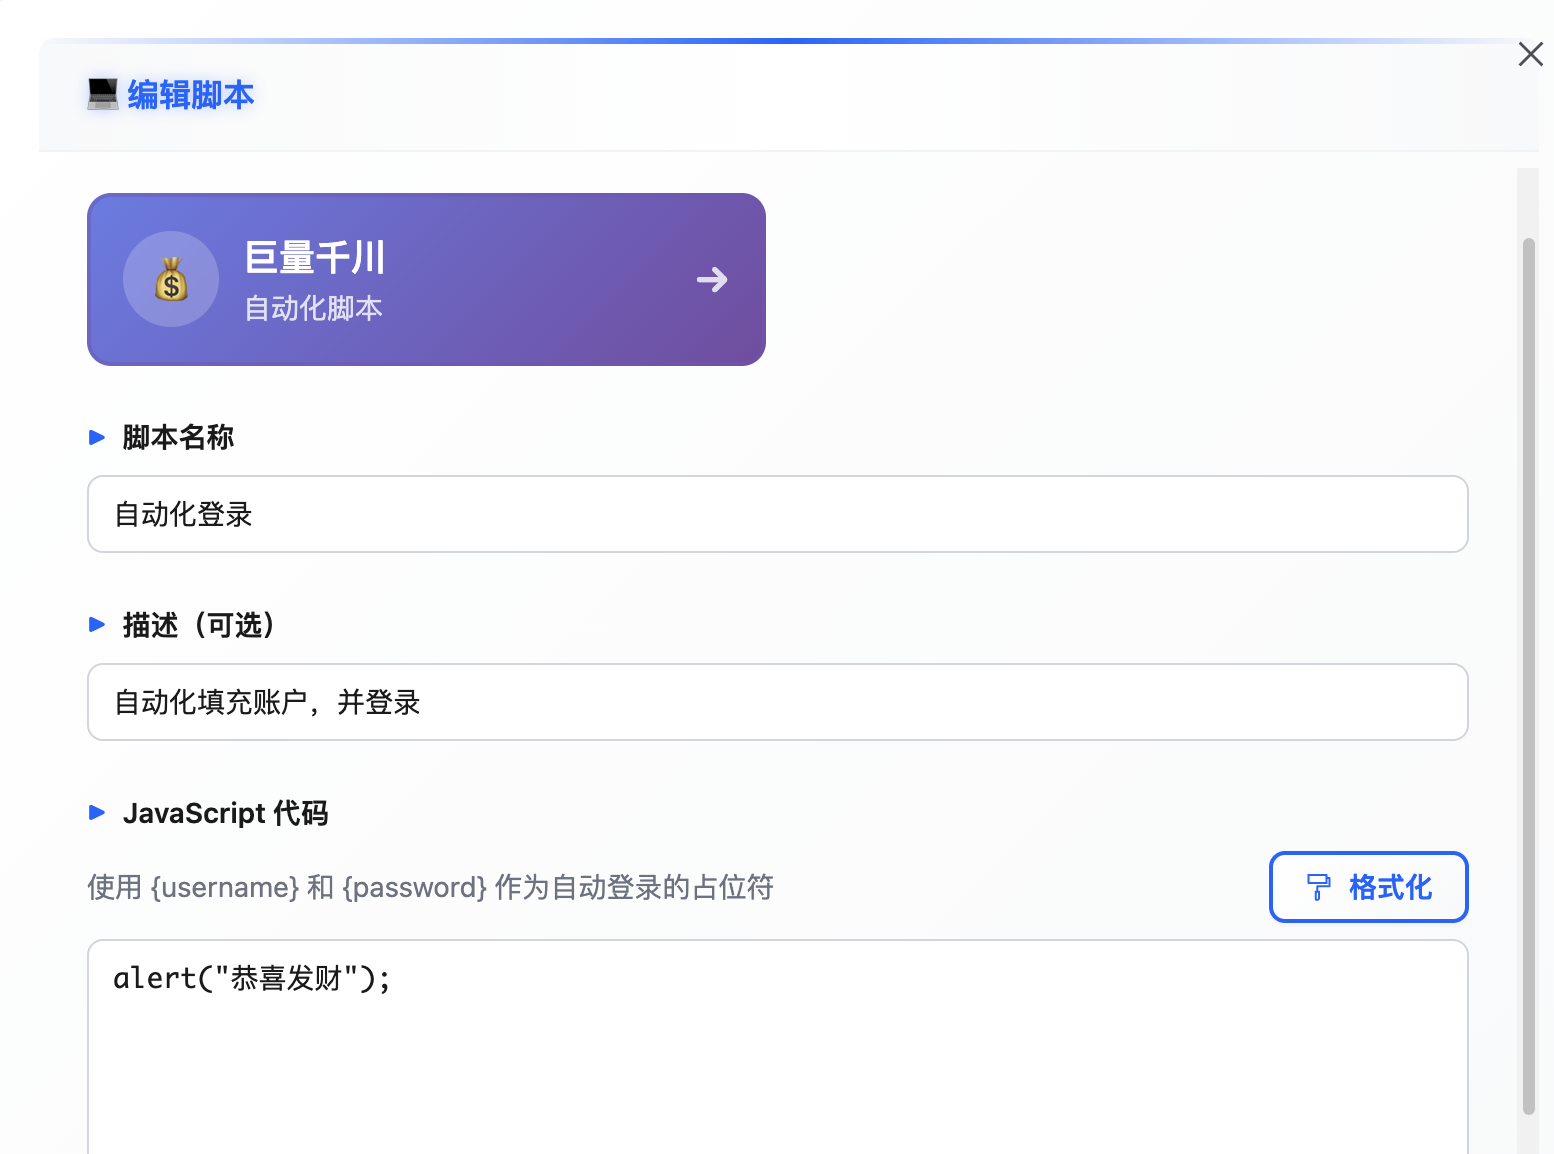 编辑脚本
巨量千川
自动化脚本
脚本名称
自动化登录
描述（可选）
自动化填充账户，并登录
JavaScript 代码
使用 {username} 和 {password} 作为自动登录的占位符
格式化
alert("恭喜发财");